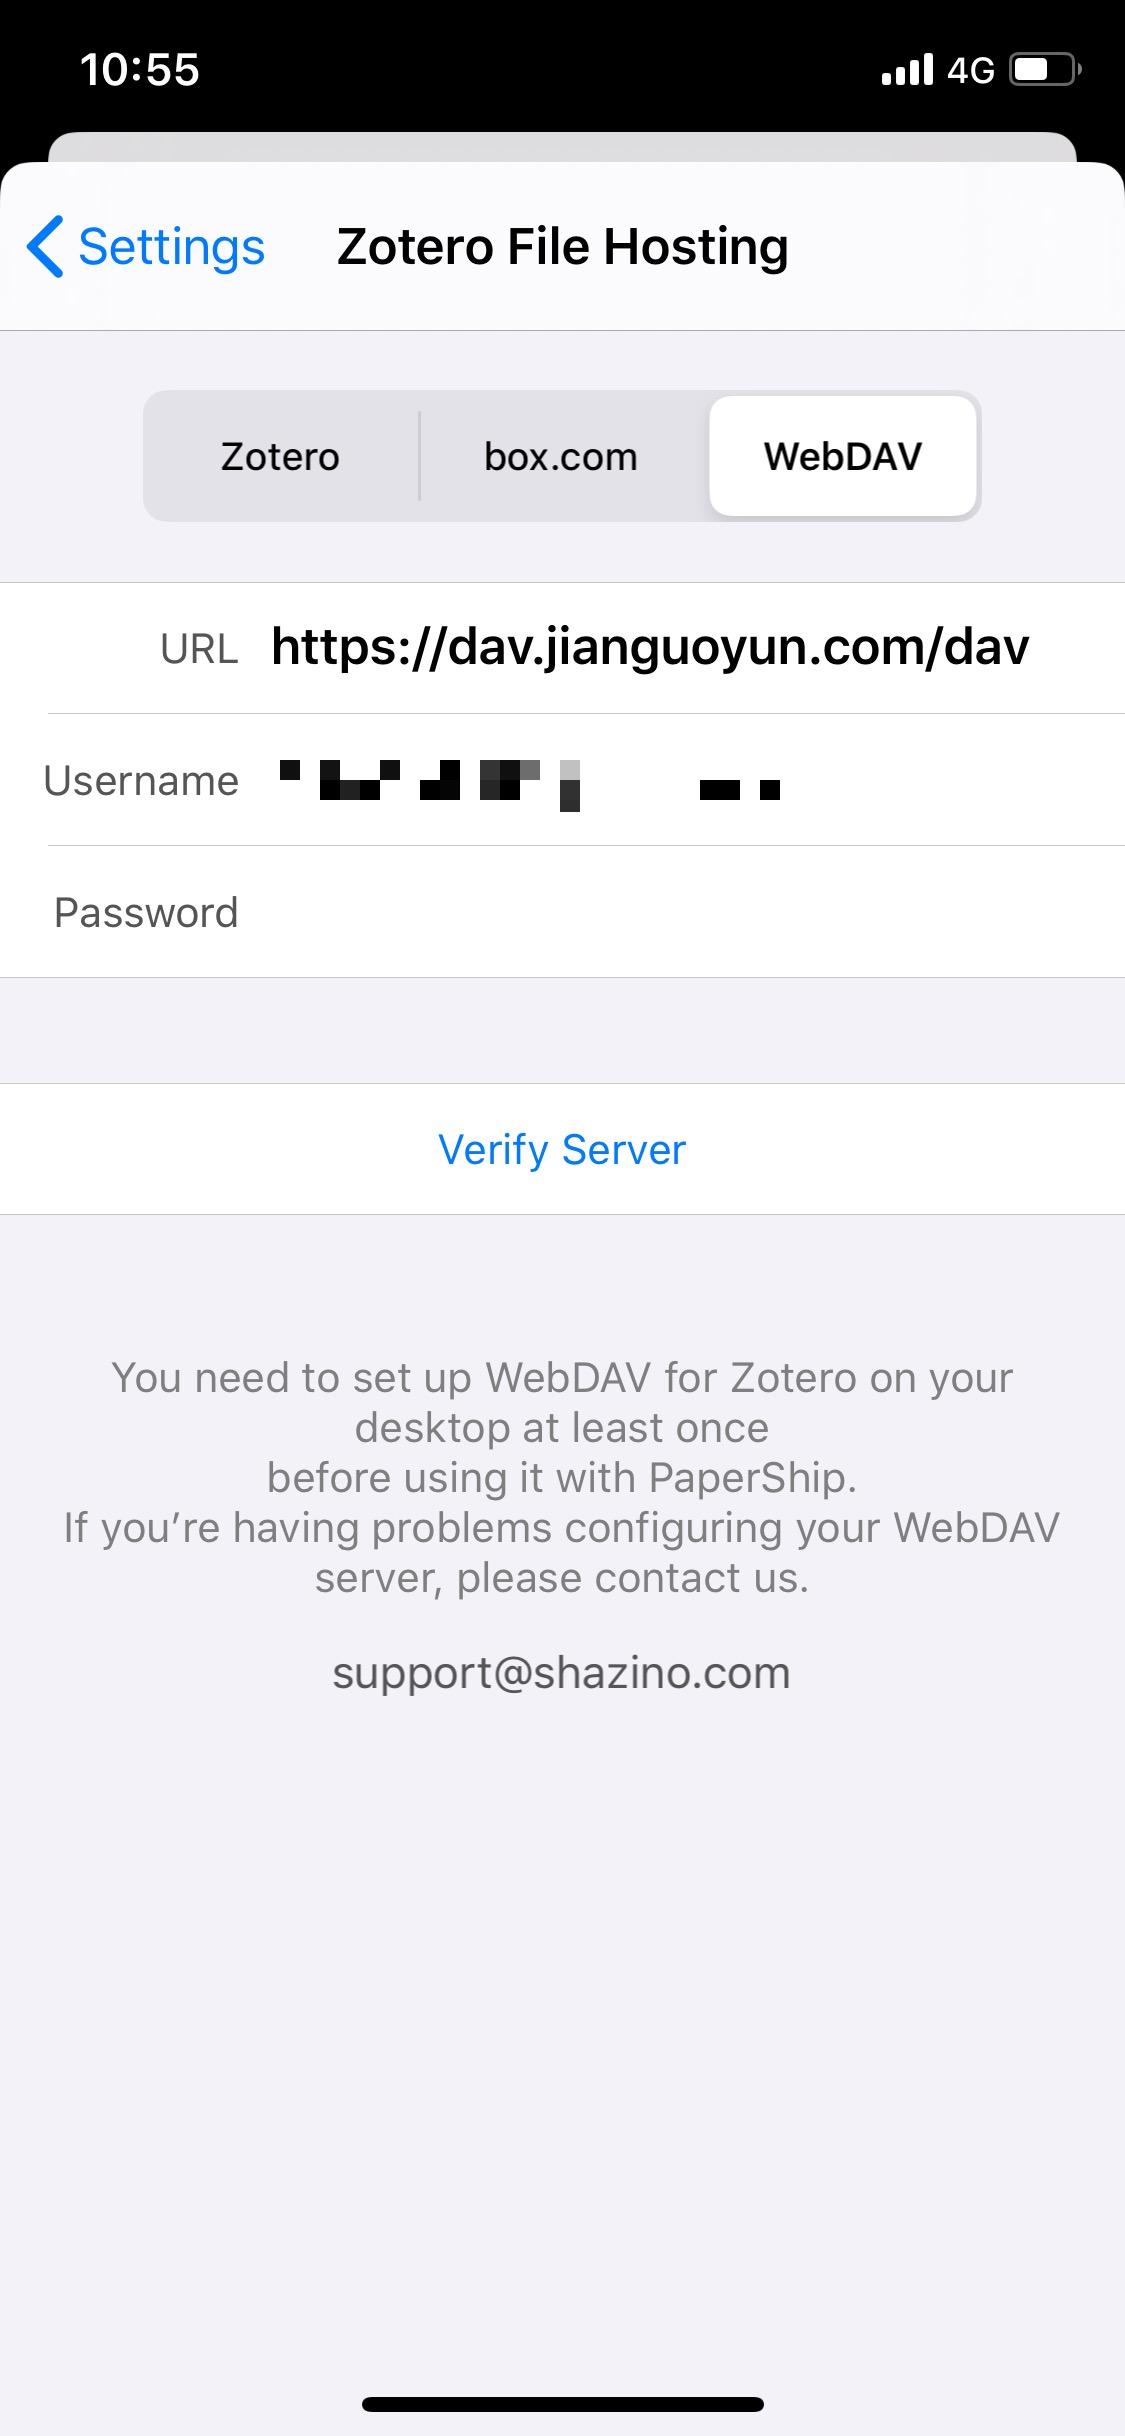 10:55
4G
Settings
Zotero File Hosting
Zotero
box.com
WebDAV
URL https://dav.jianguoyun.com/dav
Username
Password
Verify Server
You need to set up WebDAV for Zotero on your
desktop at least once
before using it with PaperShip.
If you’re having problems configuring your WebDAV
server, please contact us.
support@shazino.com